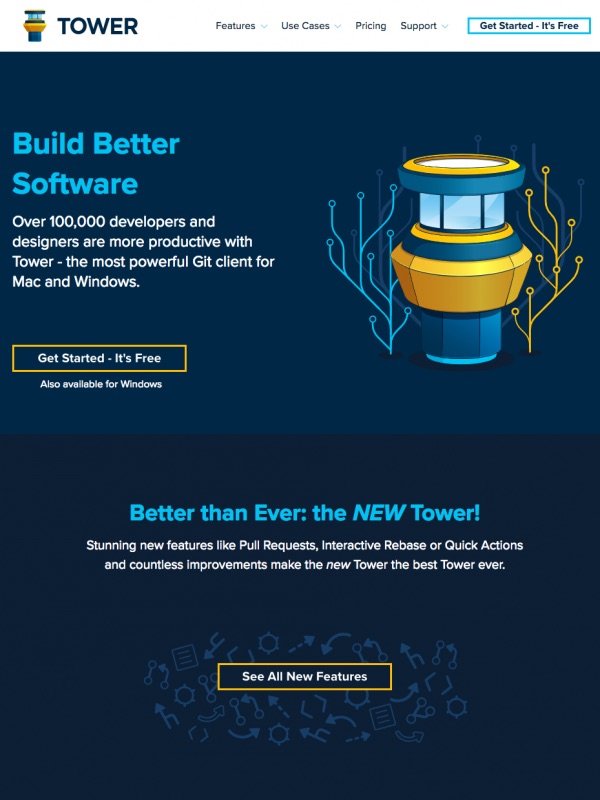 TOWER
Features
Use Cases
Pricing
Support
Get Started - It's Free
Build Better
Software
Over 100,000 developers and
designers are more productive with
Tower - the most powerful Git client for
Mac and Windows.
Get Started - It's Free
Also available for Windows
Better than Ever: the NEW Tower!
Stunning new features like Pull Requests, Interactive Rebase or Quick Actions
and countless improvements make the new Tower the best Tower ever.
See All New Features